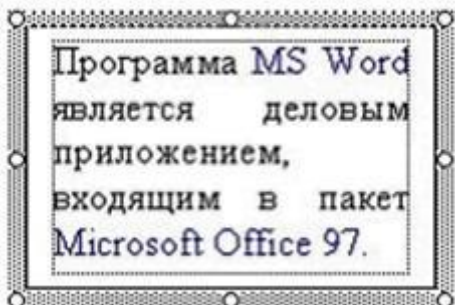 Программа MS Word
является деловым
приложением,
входящим в пакет
Microsoft Office 97.